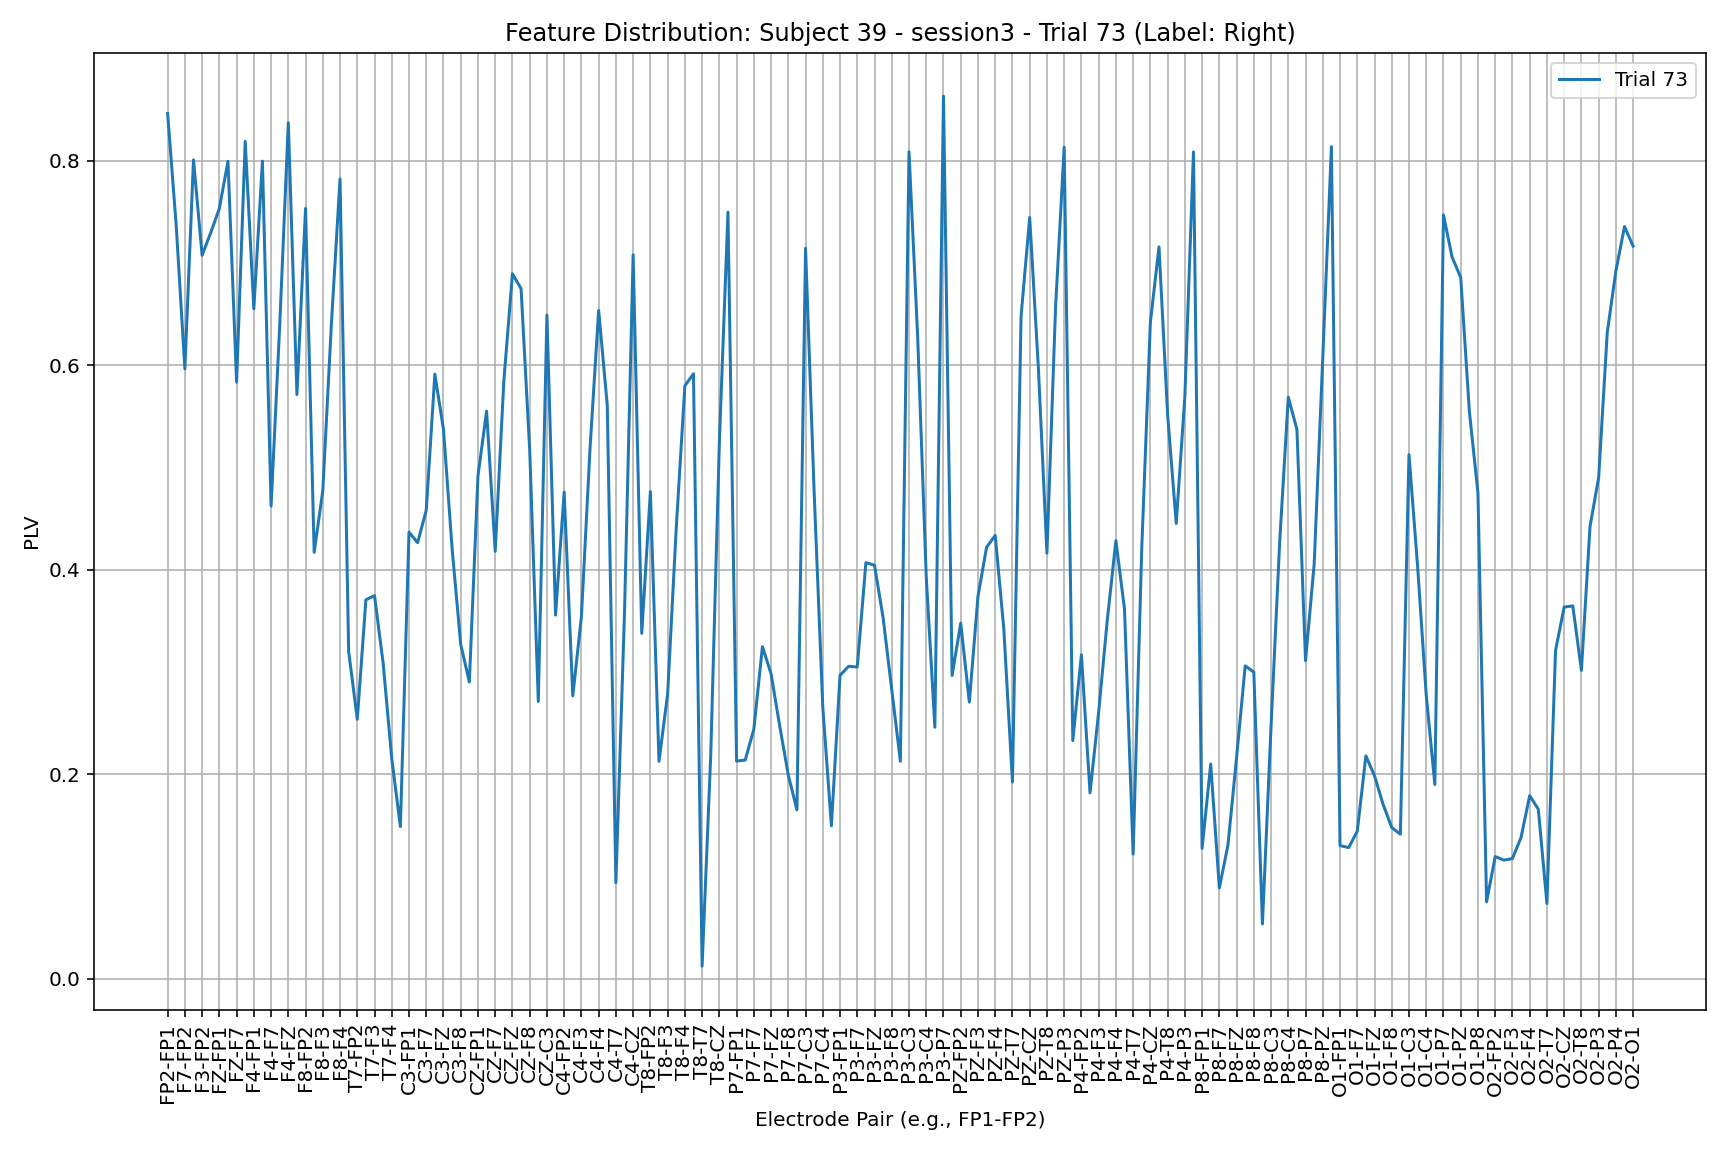 Feature Distribution: Subject 39 - session3 - Trial 73 (Label: Right)
Trial 73
PLV
0.8
0.6
0.4
0.2
0.0
FP2-FP1
F7-FP2
F3-FP2
FZ-FP1
FZ-F7
F4-FP1
F4-F7
F4-FZ
F8-FP2
F8-F3
F8-F4
T7-FP2
T7-F3
T7-F4
C3-FP1
C3-F7
C3-FZ
C3-F8
CZ-FP1
CZ-F7
CZ-FZ
CZ-F8
CZ-C3
C4-FP2
C4-F3
C4-F4
C4-T7
C4-CZ
T8-FP2
T8-F3
T8-F4
T8-T7
T8-CZ
P7-FP1
P7-F7
P7-FZ
P7-F8
P7-C3
P7-C4
P3-FP1
P3-F7
P3-FZ
P3-F8
P3-C3
P3-C4
P3-P7
PZ-FP2
PZ-F3
PZ-F4
PZ-T7
PZ-CZ
PZ-T8
PZ-P3
P4-FP2
P4-F3
P4-F4
P4-T7
P4-CZ
P4-T8
P4-P3
P8-FP1
P8-F7
P8-FZ
P8-F8
P8-C3
P8-C4
P8-P7
P8-PZ
O1-FP1
O1-F7
O1-FZ
O1-F8
O1-C3
O1-C4
O1-P7
O1-PZ
O1-P8
O2-FP2
O2-F3
O2-F4
O2-T7
O2-CZ
O2-T8
O2-P3
O2-P4
O2-O1
Electrode Pair (e.g., FP1-FP2)